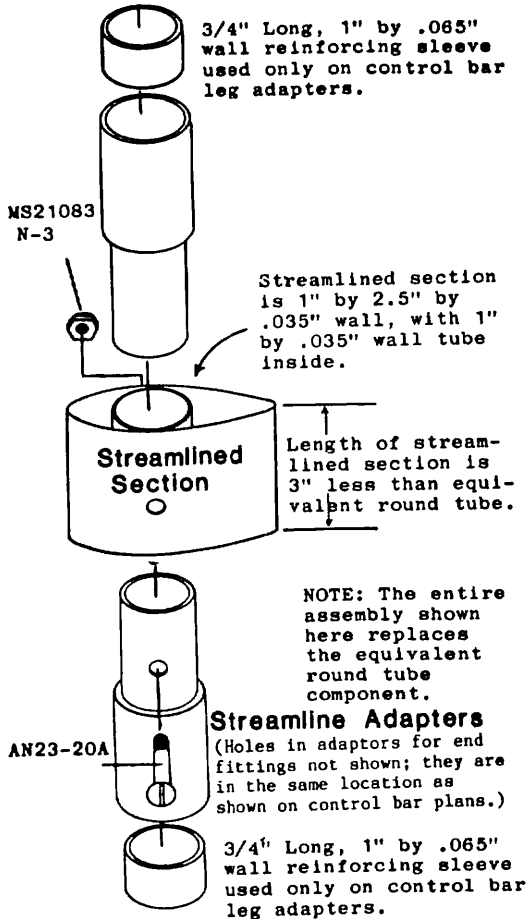 3/4" Long, 1" by .065"
wall reinforcing sleeve
used only on control bar
leg adapters.
MS21083
N-3
Streamlined section
is 1" by 2.5" by
.035" wall, with 1"
by .035" wall tube
inside.
Streamlined
Section
Length of stream-
lined section is
3" less than equi-
valent round tube.
NOTE: The entire
assembly shown
here replaces
the equivalent
round tube
component.
Streamline Adapters
(Holes in adaptors for end
fittings not shown; they are
in the same location as
shown on control bar plans.)
AN23-20A
3/4" Long, 1" by .065"
wall reinforcing sleeve
used only on control bar
leg adapters.